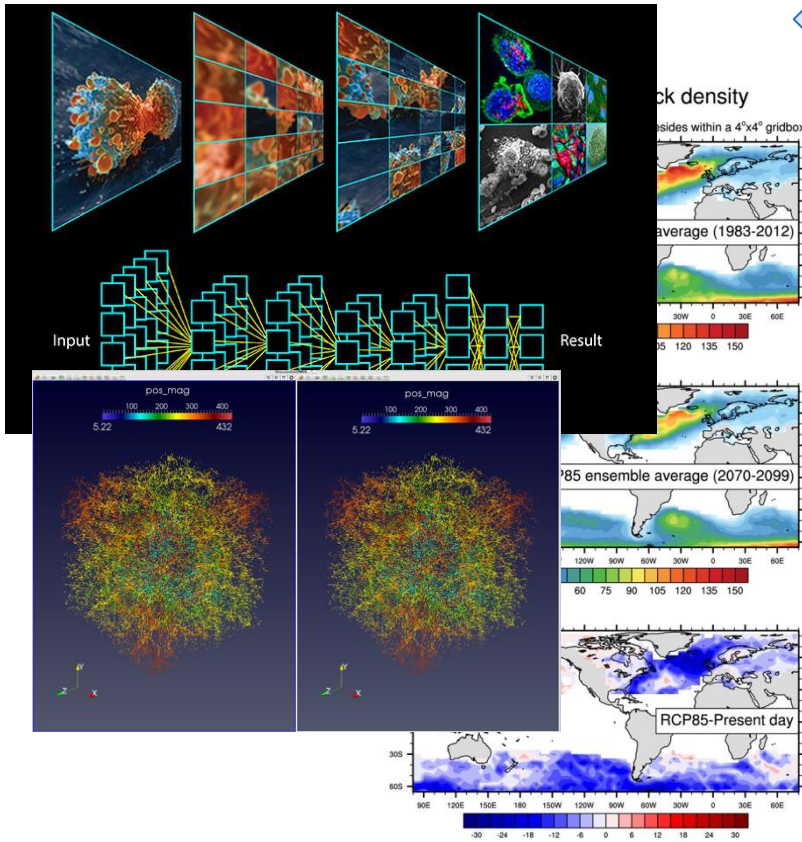 Input
Result
ck density
esides within a 4°x4° gridbox
average (1983-2012)
30W 0 30E 60E
05 120 135 150
pos_mag
100 200 300 400
5.22 432
pos_mag
100 200 300 400
5.22 432
P85 ensemble average (2070-2099)
120W 90W 60W 30W 0 30E 60E
60 75 90 105 120 135 150
Y
Z X
Y
Z X
RCP85-Present day
30S
60S
90E 120E 150E 180 150W 120W 90W 60W 30W 0 30E 60E
-30 -24 -18 -12 -6 0 6 12 18 24 30